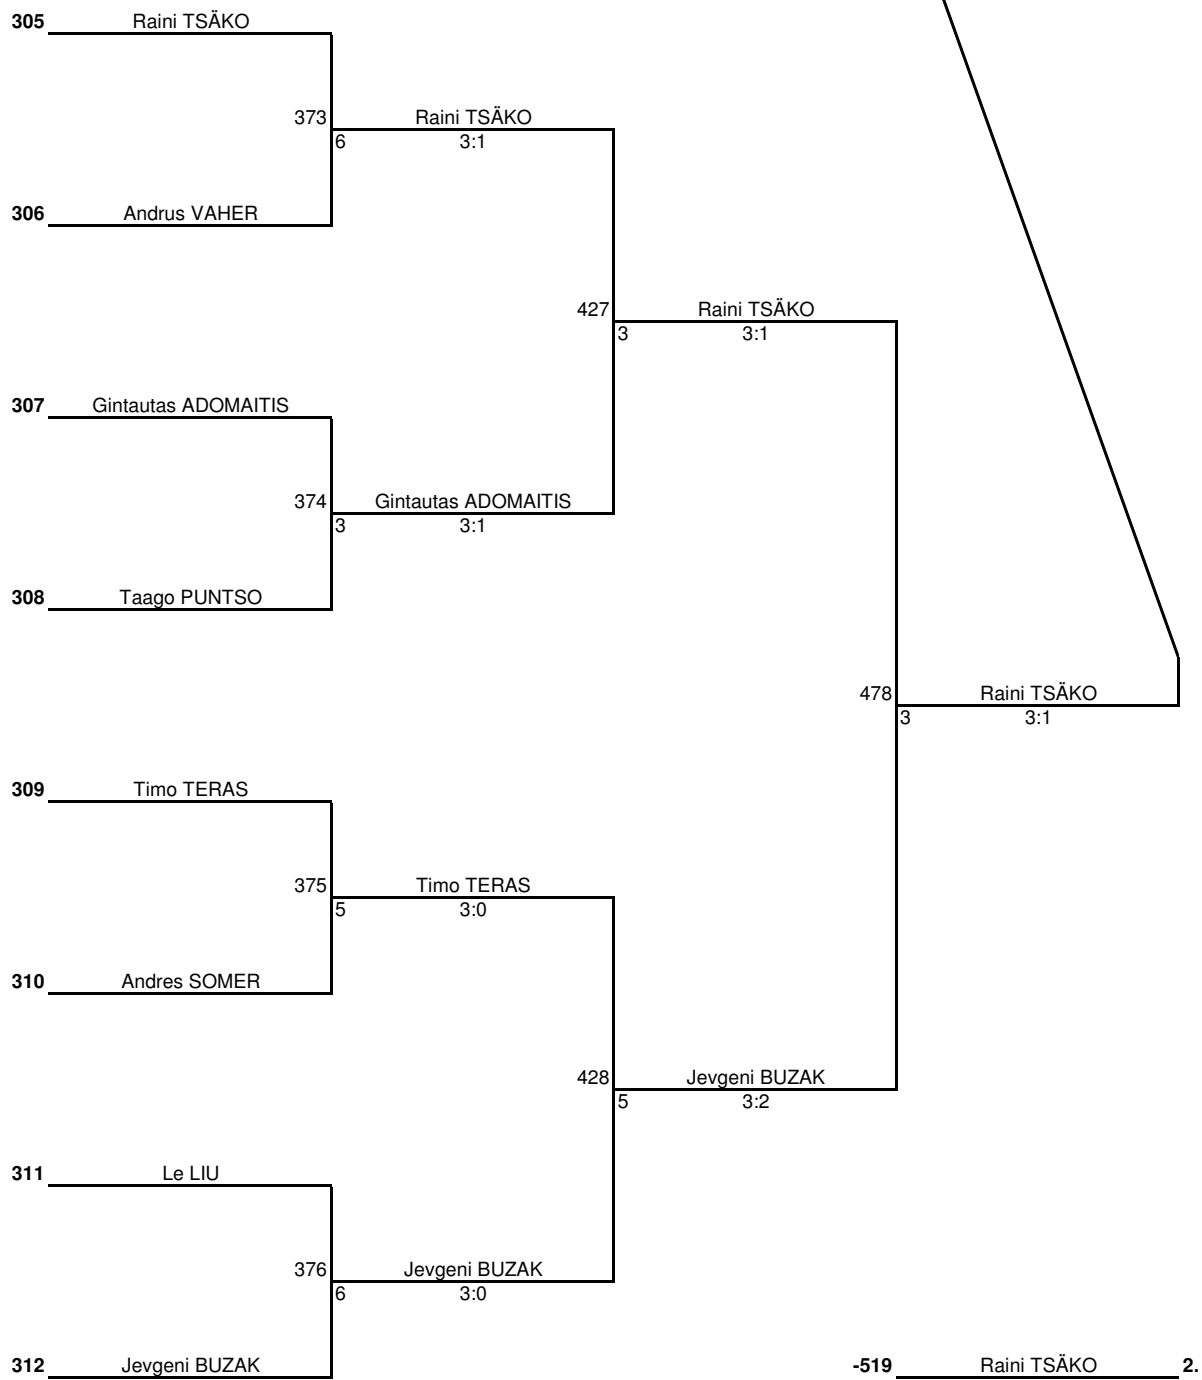 305 Raini TSÄKO
373 Raini TSÄKO
6 3:1
306 Andrus VAHER
427 Raini TSÄKO
3 3:1
307 Gintautas ADOMAITIS
374 Gintautas ADOMAITIS
3 3:1
308 Taago PUNTSO
478 Raini TSÄKO
3 3:1
309 Timo TERAS
375 Timo TERAS
5 3:0
310 Andres SOMER
428 Jevgeni BUZAK
5 3:2
311 Le LIU
376 Jevgeni BUZAK
6 3:0
312 Jevgeni BUZAK
-519 Raini TSÄKO 2.